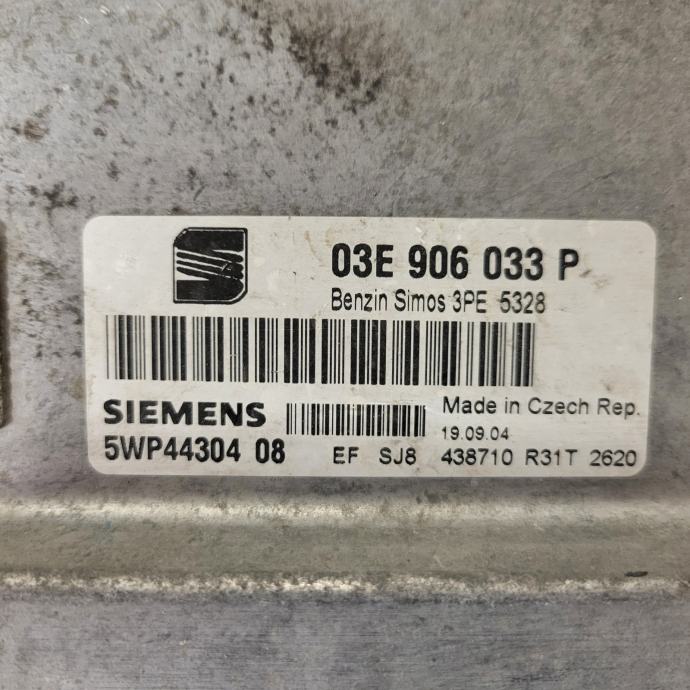 03E 906 033 P
Benzin Simos 3PE 5328
SIEMENS
Made in Czech Rep.
19.09.04
5WP44304 08
EF SJ8 438710 R31T 2620